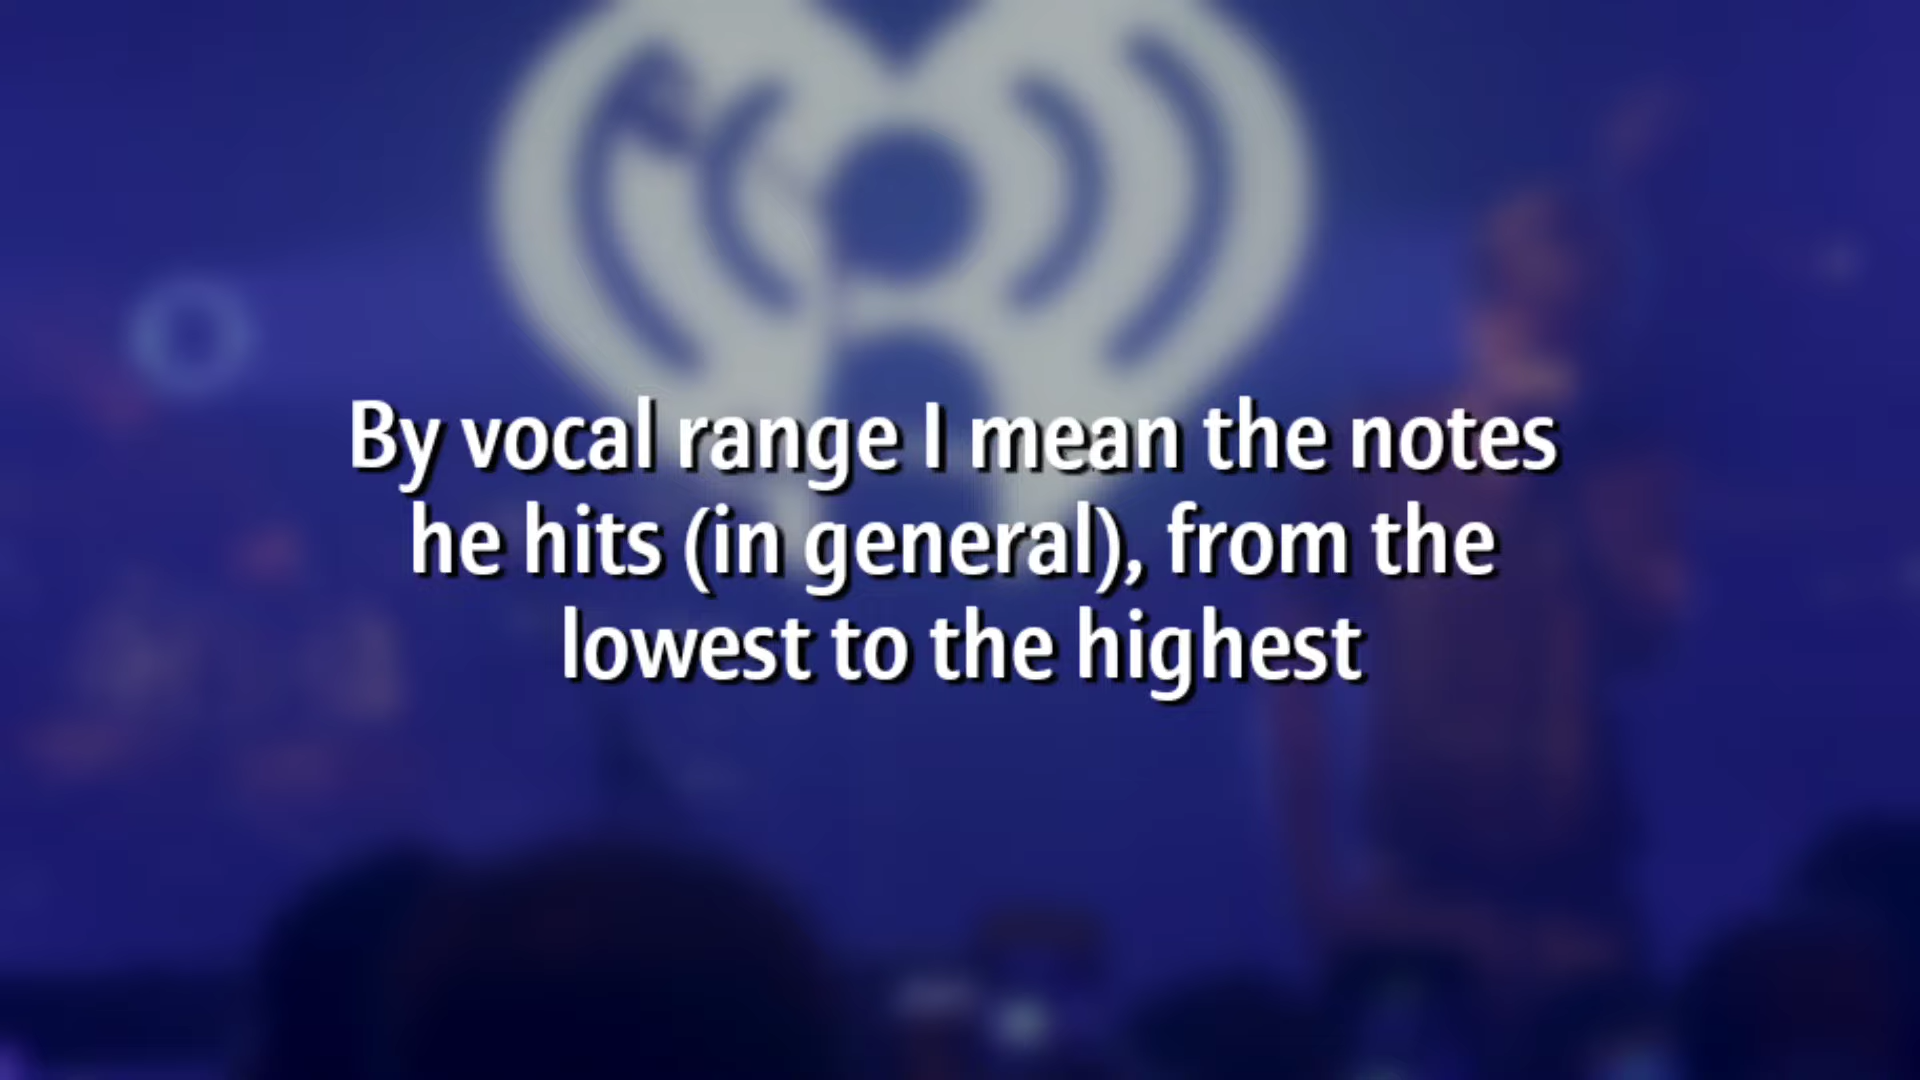 By vocal range I mean the notes
he hits (in general), from the
lowest to the highest